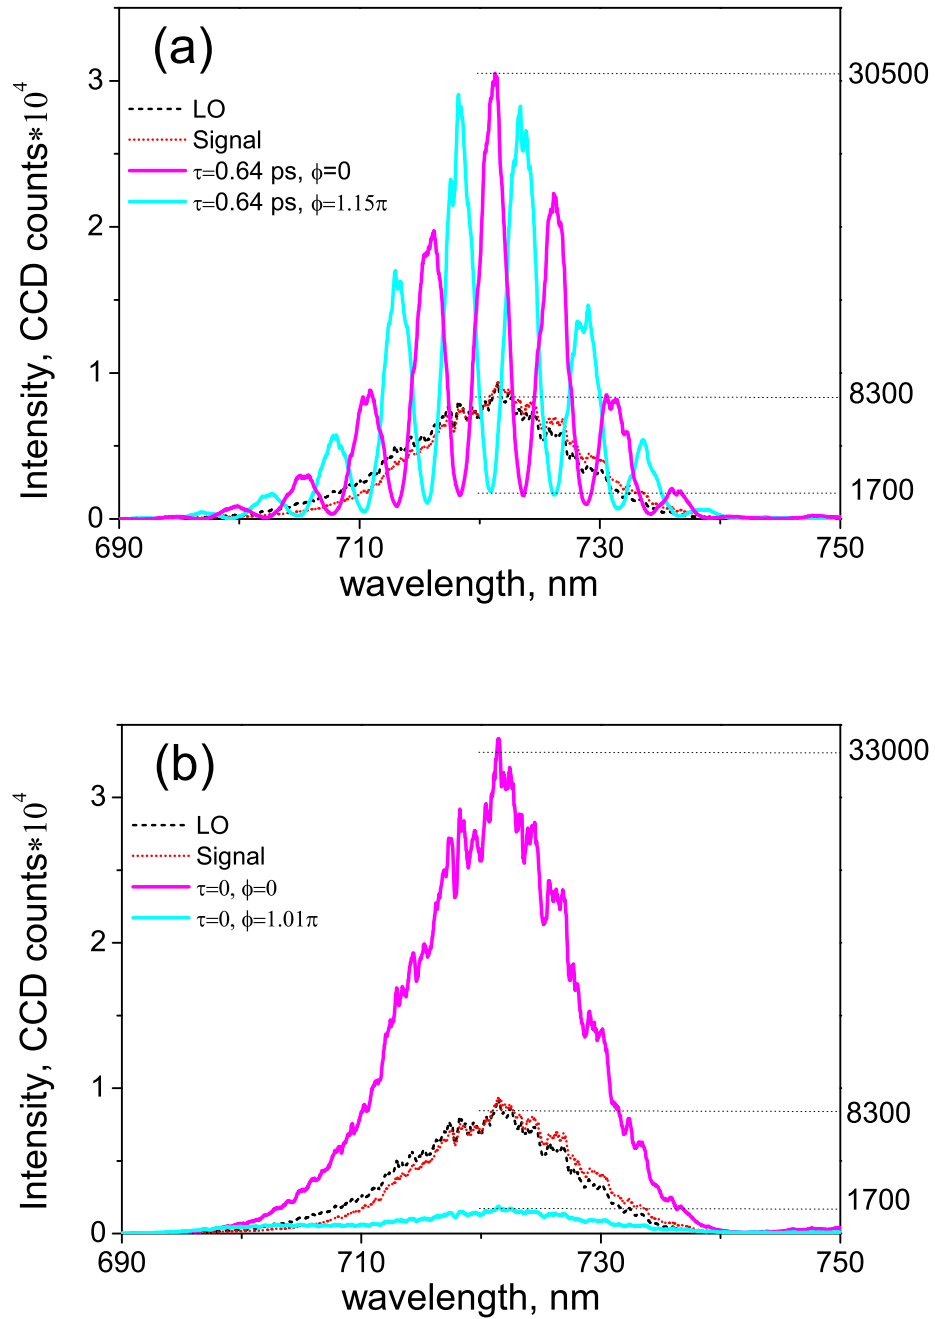 (a)
Intensity, CCD counts*10^4
3
2
1
0
LO
Signal
τ=0.64 ps, ϕ=0
τ=0.64 ps, ϕ=1.15π
30500
8300
1700
690
710
730
750
wavelength, nm
(b)
Intensity, CCD counts*10^4
3
2
1
0
LO
Signal
τ=0, ϕ=0
τ=0, ϕ=1.01π
33000
8300
1700
690
710
730
750
wavelength, nm